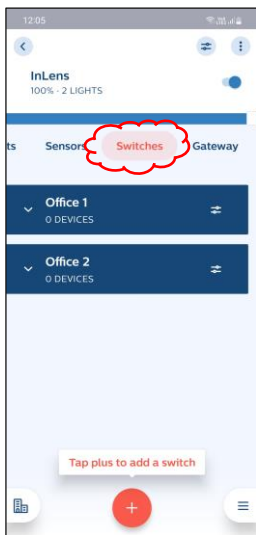 12:05
InLens
100% · 2 LIGHTS
ts Sensors Switches Gateway
Office 1
0 DEVICES
Office 2
0 DEVICES
Tap plus to add a switch